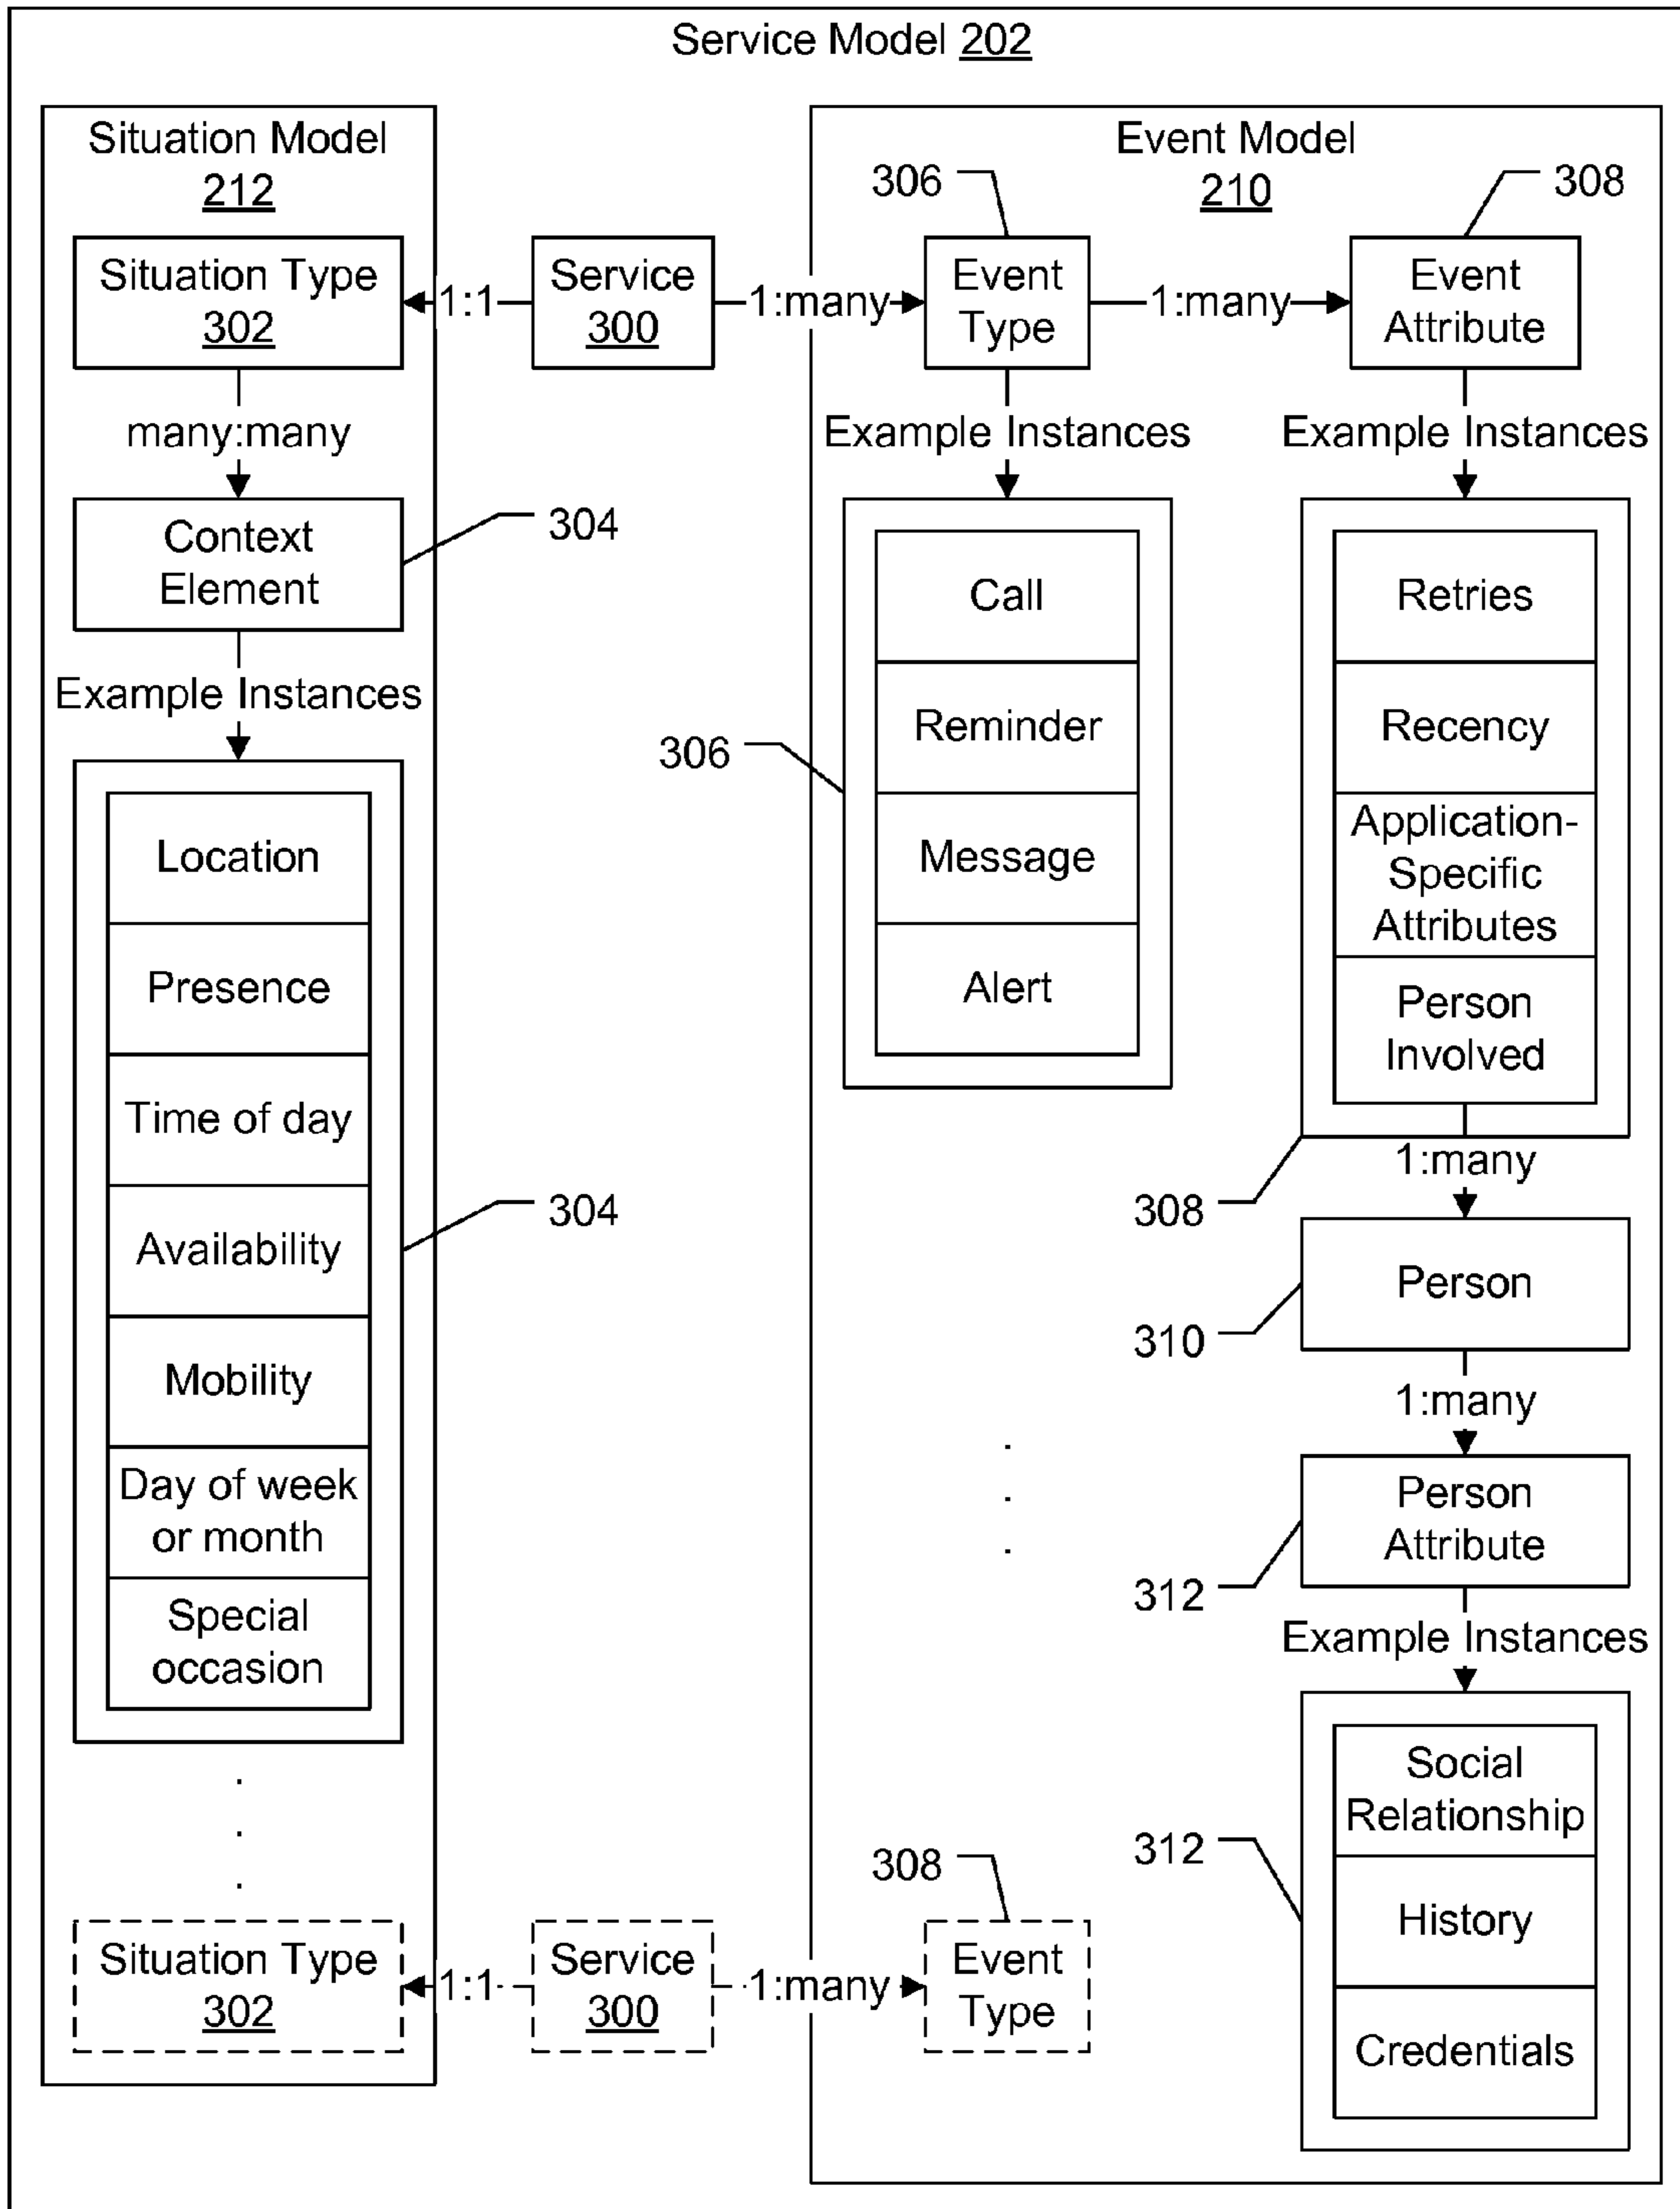 Service Model 202
Situation Model
212
Situation Type
302
many:many
Context
Element
304
Example Instances
Location
Presence
Time of day
Availability
304
Mobility
Day of week
or month
Special
occasion
.
.
.
Situation Type
302
1:1
Service
300
1:many
1:1
Service
300
1:many
Event Model
210
306
Event
Type
1:many
308
Event
Attribute
Example Instances
306
Call
Reminder
Message
Alert
Example Instances
Retries
Recency
Application-
Specific
Attributes
Person
Involved
308
1:many
Person
310
1:many
Person
Attribute
312
Example Instances
Social
Relationship
History
Credentials
312
.
.
.
308
Event
Type